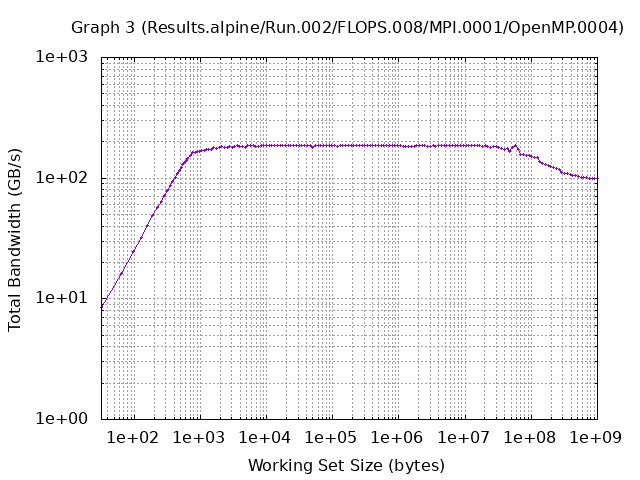 Graph 3 (Results.alpine/Run.002/FLOPS.008/MPI.0001/OpenMP.0004)
1e+03
1e+02
1e+01
1e+00
Total Bandwidth (GB/s)
1e+02 1e+03 1e+04 1e+05 1e+06 1e+07 1e+08 1e+09
Working Set Size (bytes)